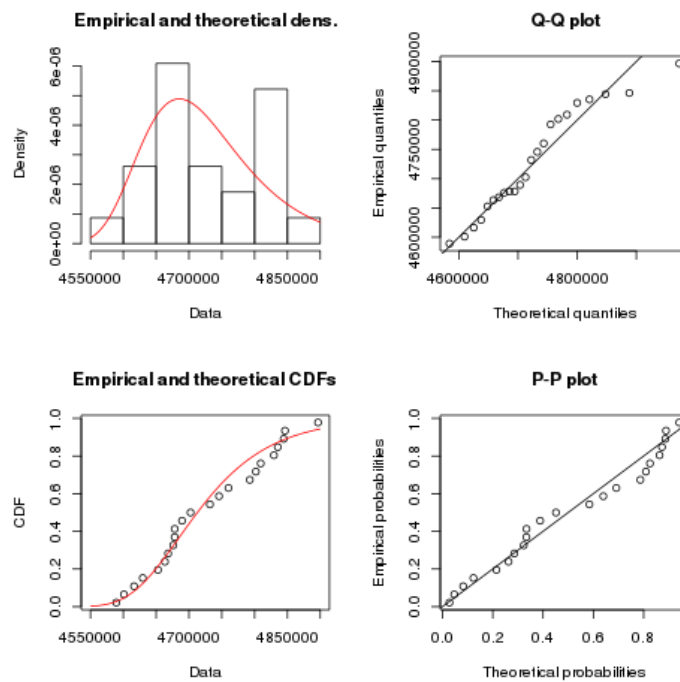 Empirical and theoretical dens.
Density
0e+00
2e-06
4e-06
6e-06
4550000
4700000
4850000
Data
Q-Q plot
Empirical quantiles
4600000
4750000
4900000
4600000
4800000
Theoretical quantiles
Empirical and theoretical CDFs
CDF
0.0
0.2
0.4
0.6
0.8
1.0
4550000
4700000
4850000
Data
P-P plot
Empirical probabilities
0.0
0.2
0.4
0.6
0.8
1.0
0.0
0.2
0.4
0.6
0.8
Theoretical probabilities